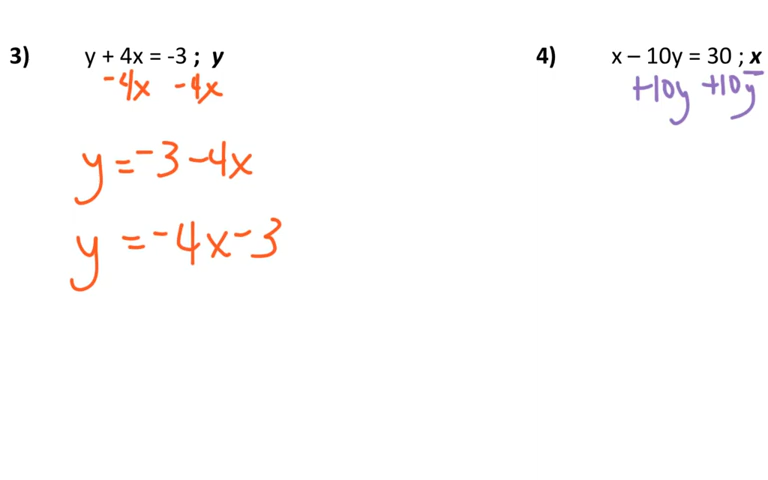 3) y + 4x = -3 ; y
-4x -4x
y = -3 - 4x
y = -4x - 3
4) x – 10y = 30 ; x
+10y +10y